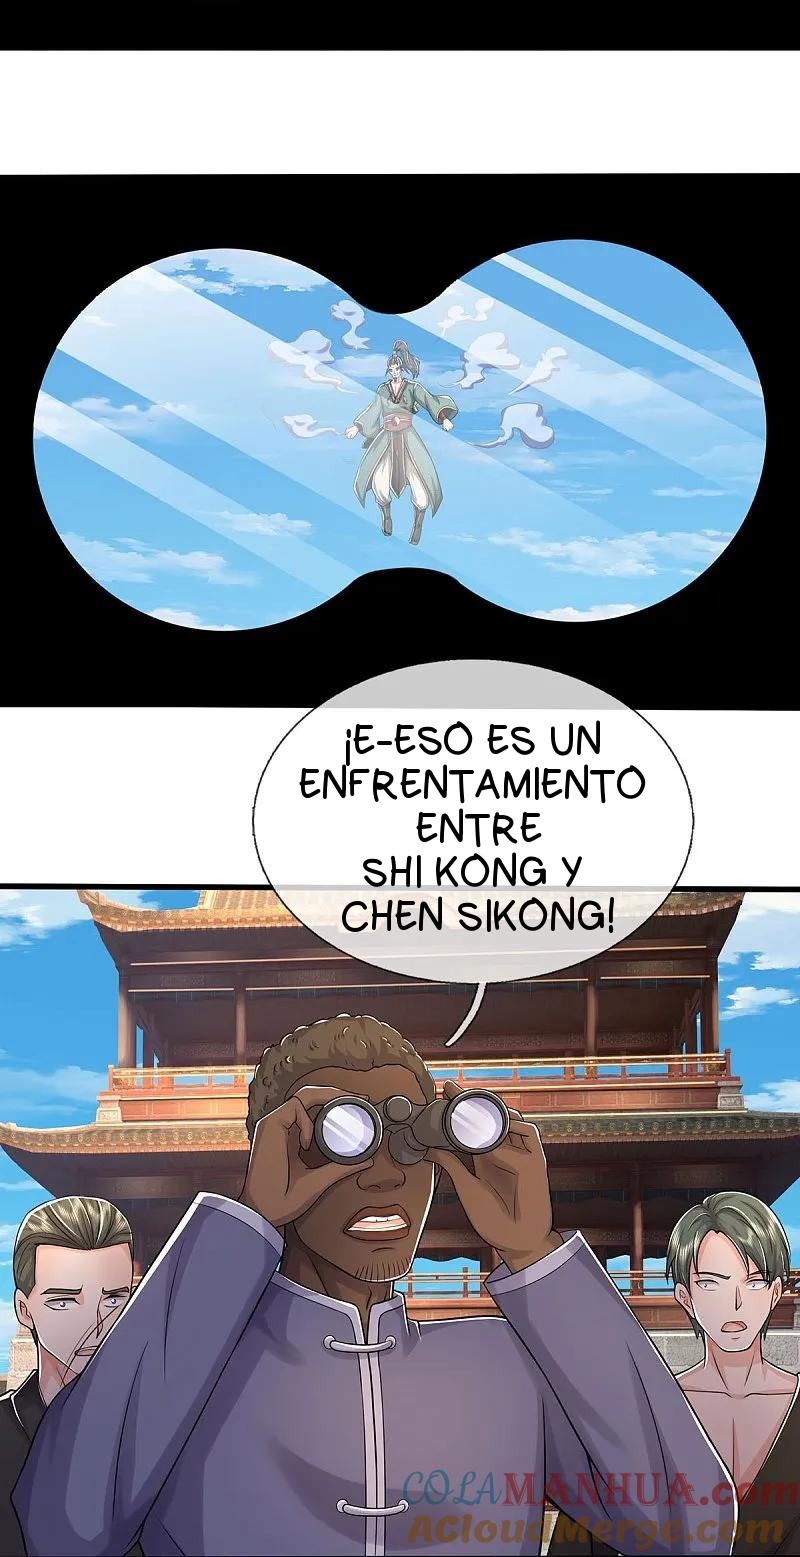 ¡E-ESO ES UN
ENFRENTAMIENTO
ENTRE
SHI KONG Y
CHEN SIKONG!
COLAMANHUA.com
ACloudMerge.com